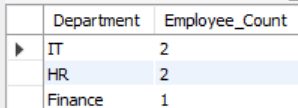 Department Employee_Count
IT 2
HR 2
Finance 1